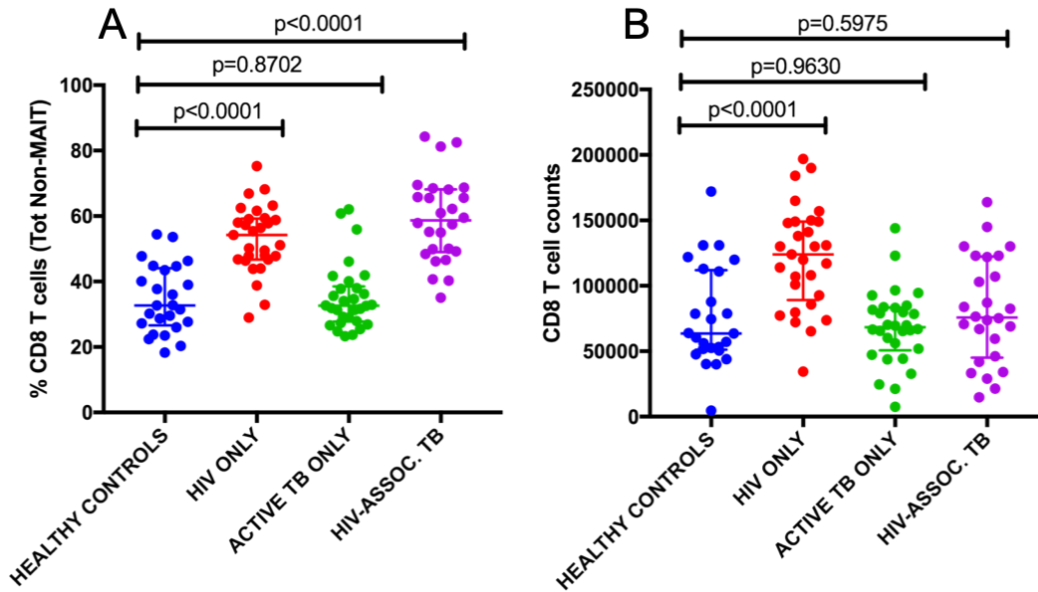 A
p<0.0001
p=0.8702
p<0.0001
% CD8 T cells (Tot Non-MAIT)
100
80
60
40
20
0
HEALTHY CONTROLS
HIV ONLY
ACTIVE TB ONLY
HIV-ASSOC. TB
B
p=0.5975
p=0.9630
p<0.0001
CD8 T cell counts
250000
200000
150000
100000
50000
0
HEALTHY CONTROLS
HIV ONLY
ACTIVE TB ONLY
HIV-ASSOC. TB